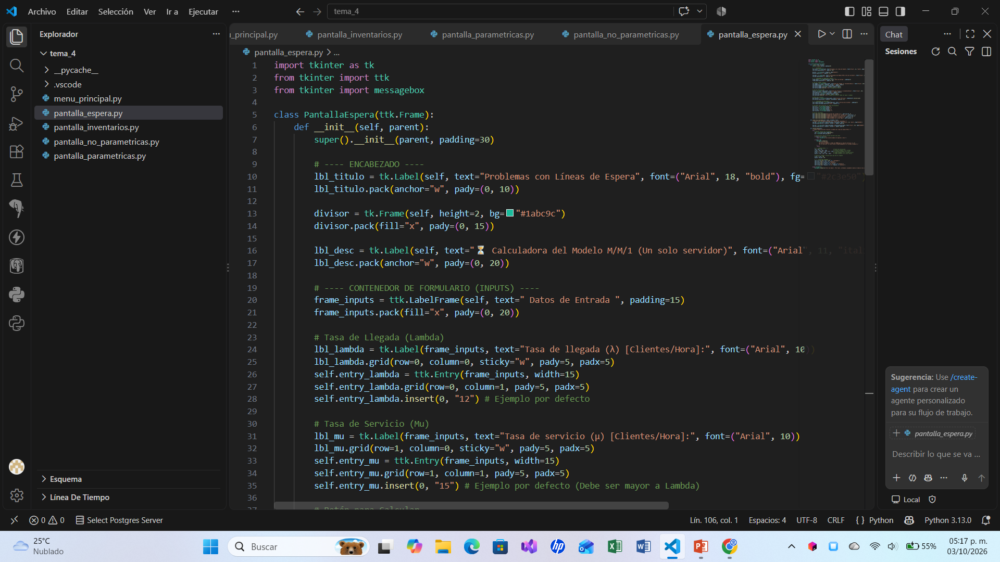 Archivo Editar Selección Ver Ir a Ejecutar ···
tema_4
Explorador
tema_4
__pycache__
.vscode
menu_principal.py
pantalla_espera.py
pantalla_inventarios.py
pantalla_no_parametricas.py
pantalla_parametricas.py
Esquema
Línea De Tiempo
_principal.py pantalla_inventarios.py pantalla_parametricas.py pantalla_no_parametricas.py pantalla_espera.py
pantalla_espera.py > ...
1 import tkinter as tk
2 from tkinter import ttk
3 from tkinter import messagebox
4
5 class PantallaEspera(ttk.Frame):
6 def __init__(self, parent):
7 super().__init__(parent, padding=30)
8
9 # ---- ENCABEZADO ----
10 lbl_titulo = tk.Label(self, text="Problemas con Líneas de Espera", font=("Arial", 18, "bold"), fg="#2c3e50")
11 lbl_titulo.pack(anchor="w", pady=(0, 10))
12
13 divisor = tk.Frame(self, height=2, bg="#1abc9c")
14 divisor.pack(fill="x", pady=(0, 15))
15
16 lbl_desc = tk.Label(self, text="⏳ Calculadora del Modelo M/M/1 (Un solo servidor)", font=("Arial", 11, "ital
17 lbl_desc.pack(anchor="w", pady=(0, 20))
18
19 # ---- CONTENEDOR DE FORMULARIO (INPUTS) ----
20 frame_inputs = ttk.LabelFrame(self, text=" Datos de Entrada ", padding=15)
21 frame_inputs.pack(fill="x", pady=(0, 20))
22
23 # Tasa de Llegada (Lambda)
24 lbl_lambda = tk.Label(frame_inputs, text="Tasa de llegada (λ) [Clientes/Hora]:", font=("Arial", 10))
25 lbl_lambda.grid(row=0, column=0, sticky="w", pady=5, padx=5)
26 self.entry_lambda = ttk.Entry(frame_inputs, width=15)
27 self.entry_lambda.grid(row=0, column=1, pady=5, padx=5)
28 self.entry_lambda.insert(0, "12") # Ejemplo por defecto
29
30 # Tasa de Servicio (Mu)
31 lbl_mu = tk.Label(frame_inputs, text="Tasa de servicio (μ) [Clientes/Hora]:", font=("Arial", 10))
32 lbl_mu.grid(row=1, column=0, sticky="w", pady=5, padx=5)
33 self.entry_mu = ttk.Entry(frame_inputs, width=15)
34 self.entry_mu.grid(row=1, column=1, pady=5, padx=5)
35 self.entry_mu.insert(0, "15") # Ejemplo por defecto (Debe ser mayor a Lambda)
36
37 # Botón para Calcular
Chat
Sesiones
Sugerencia: Use /create-
agent para crear un
agente personalizado
para su flujo de trabajo.
pantalla_espera.py
Describir lo que se va ...
Local
0 0 Select Postgres Server
Lín. 106, col. 1 Espacios: 4 UTF-8 CRLF { } Python Python 3.13.0
25°C
Nublado
Buscar
55%
05:17 p. m.
03/10/2026